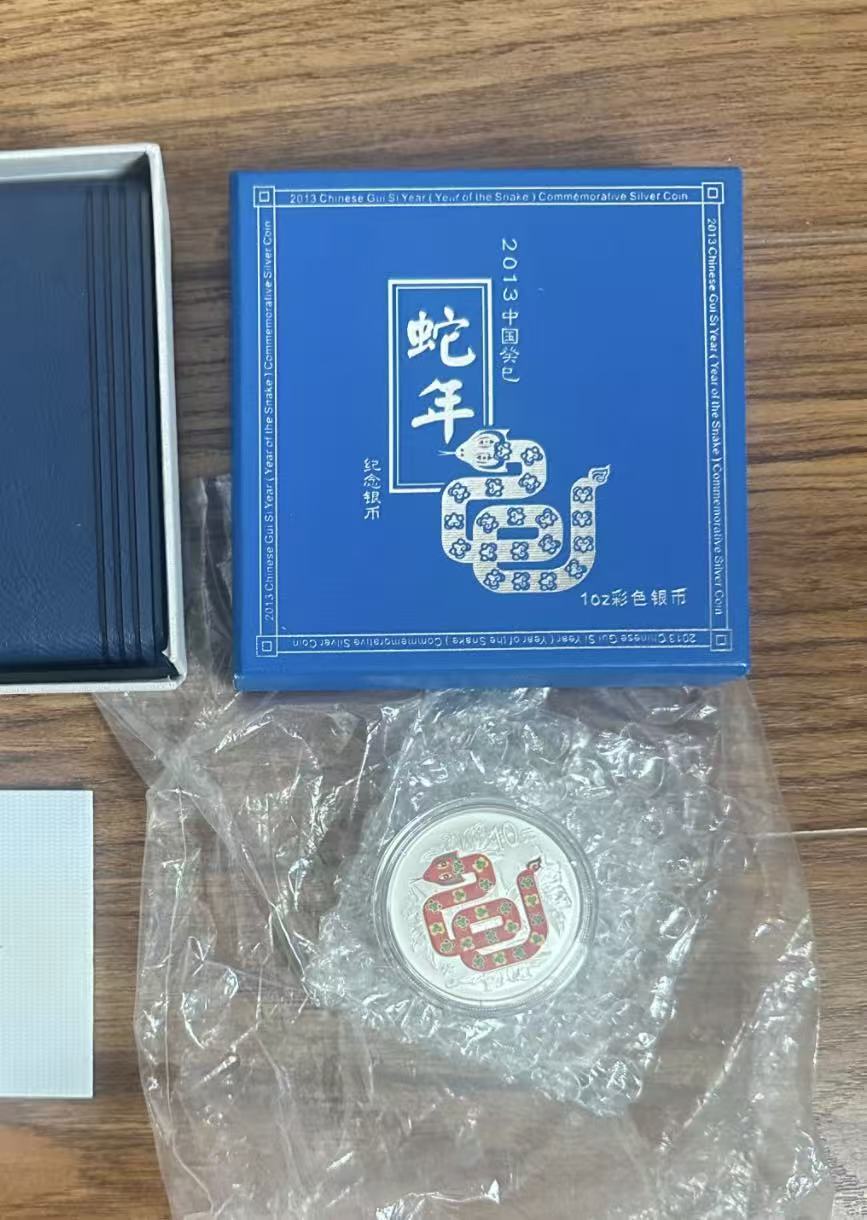 2013 Chinese Gui Si Year ( Year of the Snake ) Commemorative Silver Coin
2013 Chinese Gui Si Year ( Year of the Snake ) Commemorative Silver Coin
2013 Chinese Gui Si Year ( Year of the Snake ) Commemorative Silver Coin
2013中国癸巳
蛇年
纪念银币
1oz彩色银币
2013 Chinese Gui Si Year ( Year of the Snake ) Commemorative Silver Coin